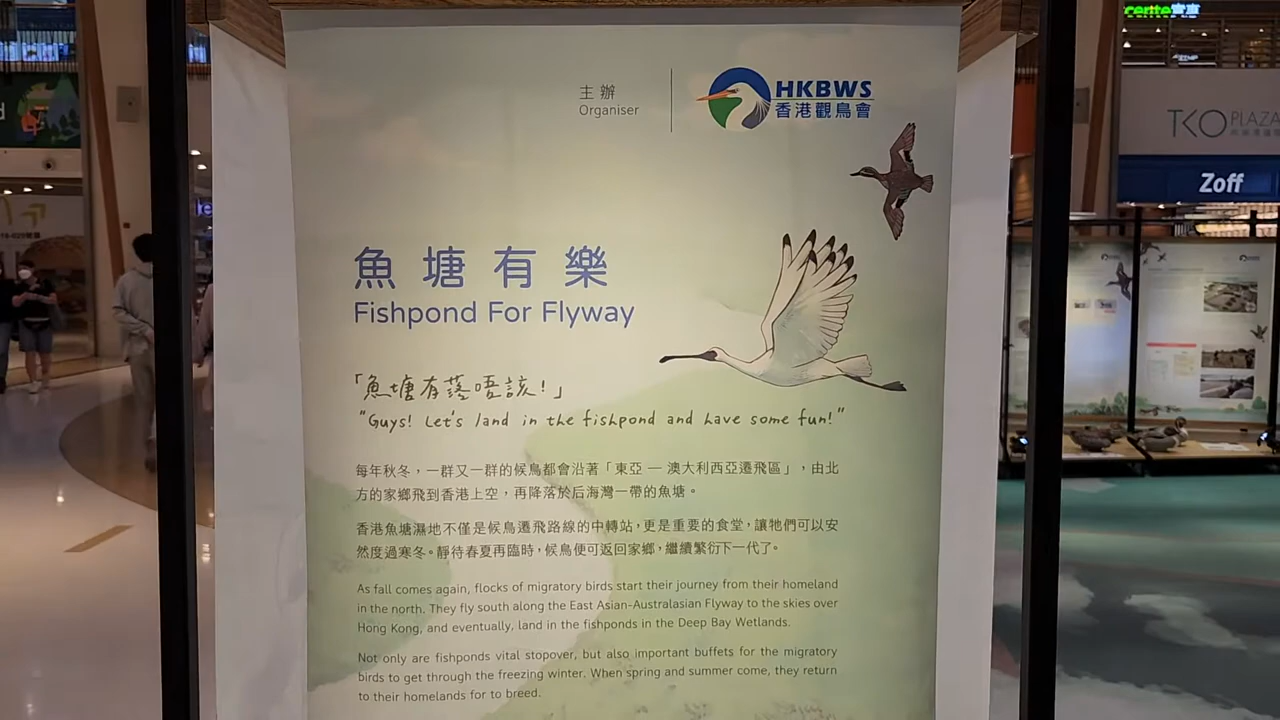 主辦
Organiser
HKBWS
香港觀鳥會
魚塘有樂
Fishpond For Flyway
「魚塘有落唔該！」
"Guys! Let's land in the fishpond and have some fun!"
每年秋冬，一群又一群的候鳥都會沿著「東亞 — 澳大利西亞遷飛區」，由北
方的家鄉飛到香港上空，再降落於后海灣一帶的魚塘。
香港魚塘濕地不僅是候鳥遷飛路線的中轉站，更是重要的食堂，讓牠們可以安
然度過寒冬。靜待春夏再臨時，候鳥便可返回家鄉，繼續繁衍下一代了。
As fall comes again, flocks of migratory birds start their journey from their homeland
in the north. They fly south along the East Asian-Australasian Flyway to the skies over
Hong Kong, and eventually, land in the fishponds in the Deep Bay Wetlands.
Not only are fishponds vital stopover, but also important buffets for the migratory
birds to get through the freezing winter. When spring and summer come, they return
to their homelands for to breed.
TKO PLAZA
Zoff